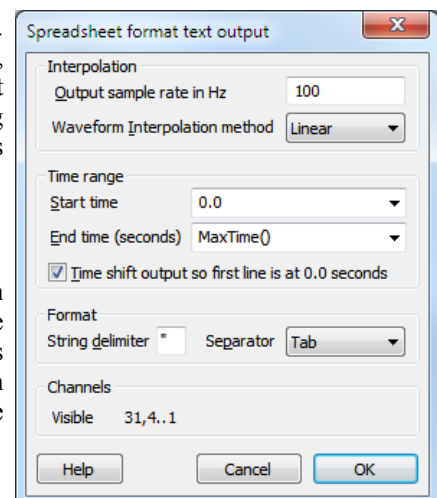 Spreadsheet format text output
Interpolation
Output sample rate in Hz 100
Waveform Interpolation method Linear
Time range
Start time 0.0
End time (seconds) MaxTime()
Time shift output so first line is at 0.0 seconds
Format
String delimiter " Separator Tab
Channels
Visible 31,4..1
Help Cancel OK